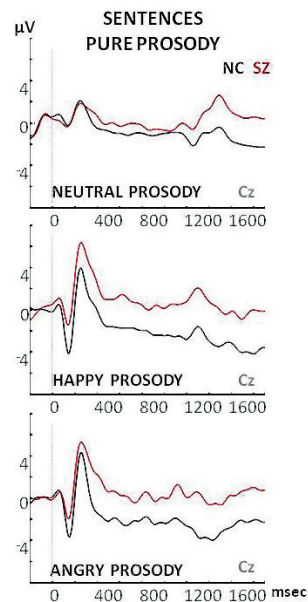 SENTENCES
µV PURE PROSODY
NC SZ
4
0
-4
NEUTRAL PROSODY Cz
0 400 800 1200 1600
4
0
-4
HAPPY PROSODY Cz
0 400 800 1200 1600
4
0
-4
ANGRY PROSODY Cz
0 400 800 1200 1600 msec